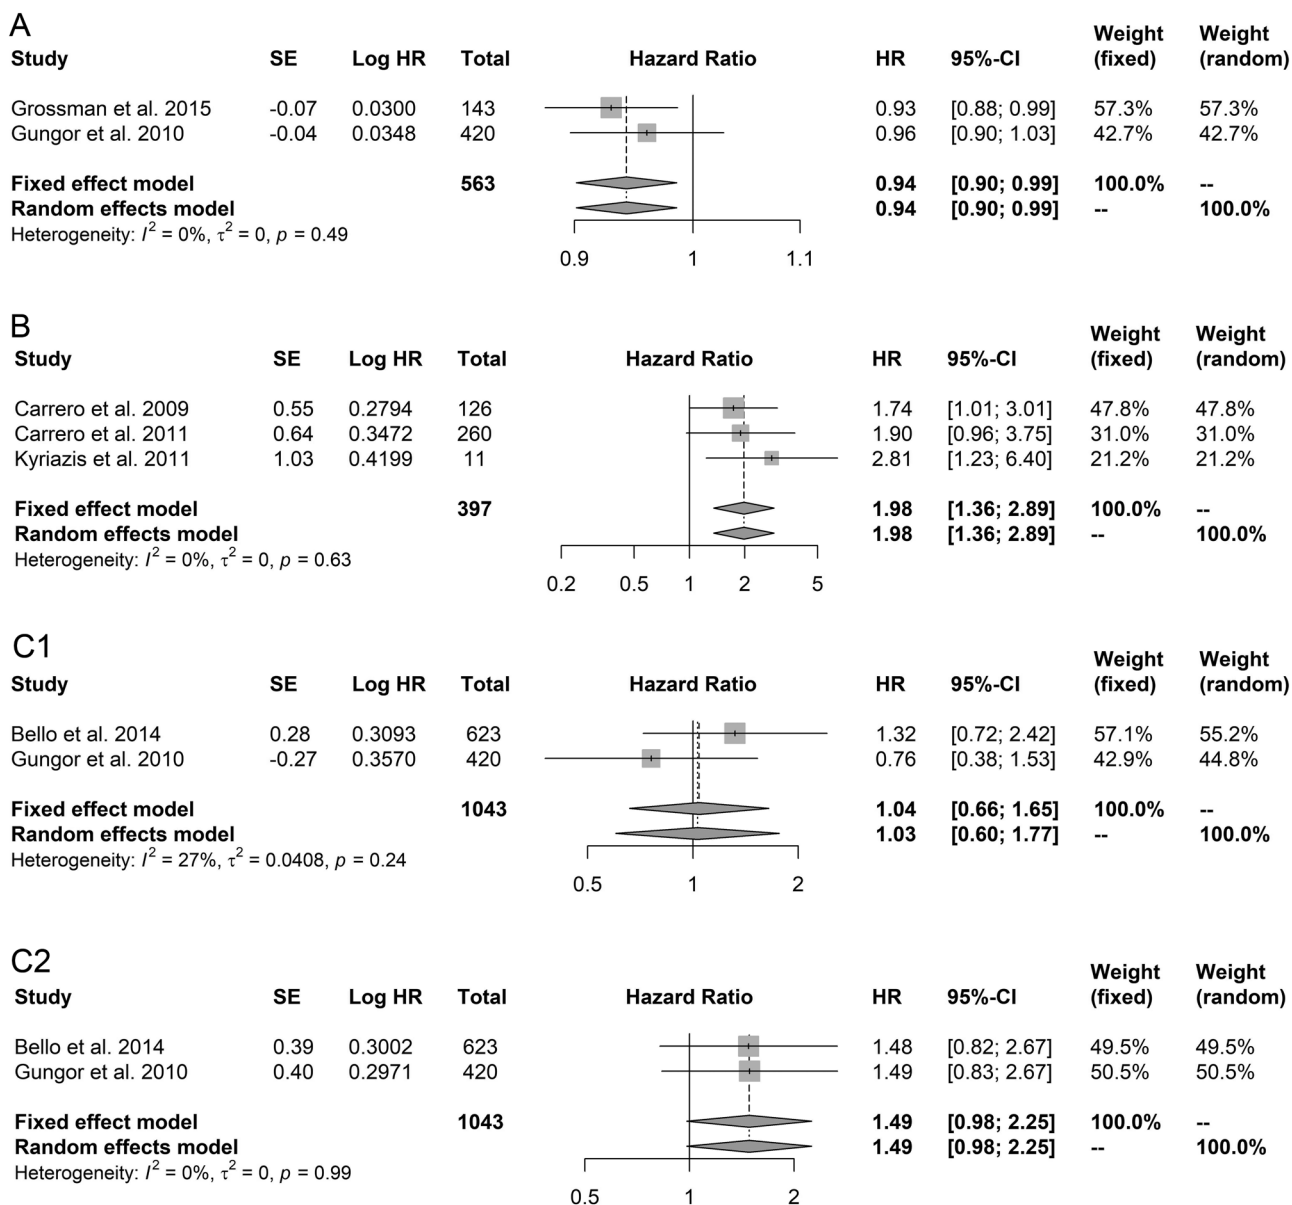 A
Weight Weight
Study SE Log HR Total Hazard Ratio HR 95%-CI (fixed) (random)
Grossman et al. 2015 -0.07 0.0300 143 0.93 [0.88; 0.99] 57.3% 57.3%
Gungor et al. 2010 -0.04 0.0348 420 0.96 [0.90; 1.03] 42.7% 42.7%
Fixed effect model 563 0.94 [0.90; 0.99] 100.0% --
Random effects model 0.94 [0.90; 0.99] -- 100.0%
Heterogeneity: I² = 0%, τ² = 0, p = 0.49
0.9 1 1.1
B
Weight Weight
Study SE Log HR Total Hazard Ratio HR 95%-CI (fixed) (random)
Carrero et al. 2009 0.55 0.2794 126 1.74 [1.01; 3.01] 47.8% 47.8%
Carrero et al. 2011 0.64 0.3472 260 1.90 [0.96; 3.75] 31.0% 31.0%
Kyriazis et al. 2011 1.03 0.4199 11 2.81 [1.23; 6.40] 21.2% 21.2%
Fixed effect model 397 1.98 [1.36; 2.89] 100.0% --
Random effects model 1.98 [1.36; 2.89] -- 100.0%
Heterogeneity: I² = 0%, τ² = 0, p = 0.63
0.2 0.5 1 2 5
C1
Weight Weight
Study SE Log HR Total Hazard Ratio HR 95%-CI (fixed) (random)
Bello et al. 2014 0.28 0.3093 623 1.32 [0.72; 2.42] 57.1% 55.2%
Gungor et al. 2010 -0.27 0.3570 420 0.76 [0.38; 1.53] 42.9% 44.8%
Fixed effect model 1043 1.04 [0.66; 1.65] 100.0% --
Random effects model 1.03 [0.60; 1.77] -- 100.0%
Heterogeneity: I² = 27%, τ² = 0.0408, p = 0.24
0.5 1 2
C2
Weight Weight
Study SE Log HR Total Hazard Ratio HR 95%-CI (fixed) (random)
Bello et al. 2014 0.39 0.3002 623 1.48 [0.82; 2.67] 49.5% 49.5%
Gungor et al. 2010 0.40 0.2971 420 1.49 [0.83; 2.67] 50.5% 50.5%
Fixed effect model 1043 1.49 [0.98; 2.25] 100.0% --
Random effects model 1.49 [0.98; 2.25] -- 100.0%
Heterogeneity: I² = 0%, τ² = 0, p = 0.99
0.5 1 2